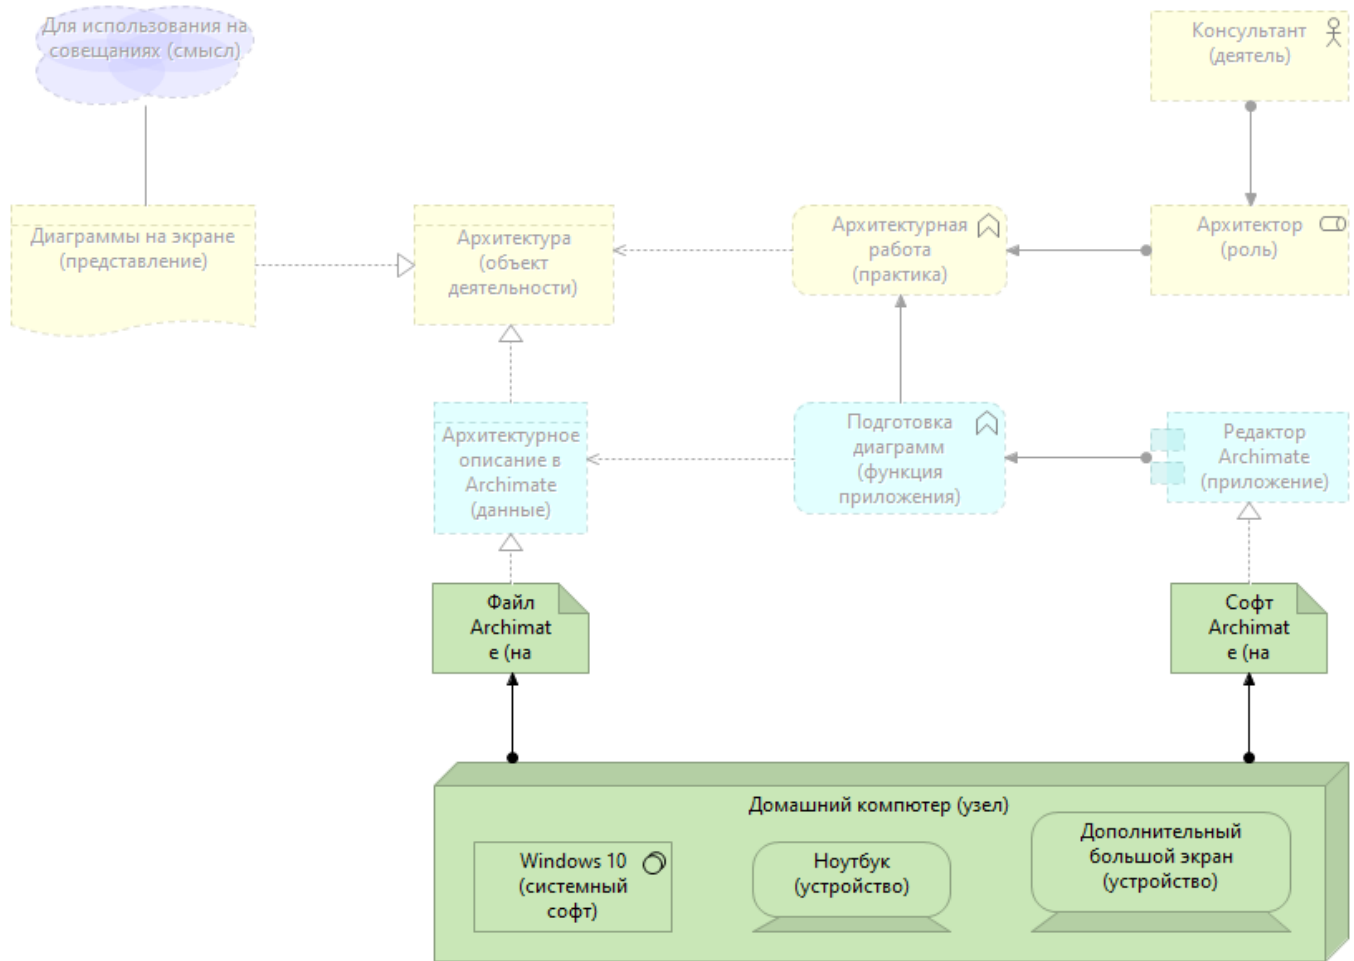 Для использования на
совещаниях (смысл)
Консультант
(деятель)
Диаграммы на экране
(представление)
Архитектура
(объект
деятельности)
Архитектурная
работа
(практика)
Архитектор
(роль)
Архитектурное
описание в
Archimate
(данные)
Подготовка
диаграмм
(функция
приложения)
Редактор
Archimate
(приложение)
Файл
Archimat
е (на
Софт
Archimat
е (на
Домашний компютер (узел)
Windows 10
(системный
софт)
Ноутбук
(устройство)
Дополнительный
большой экран
(устройство)